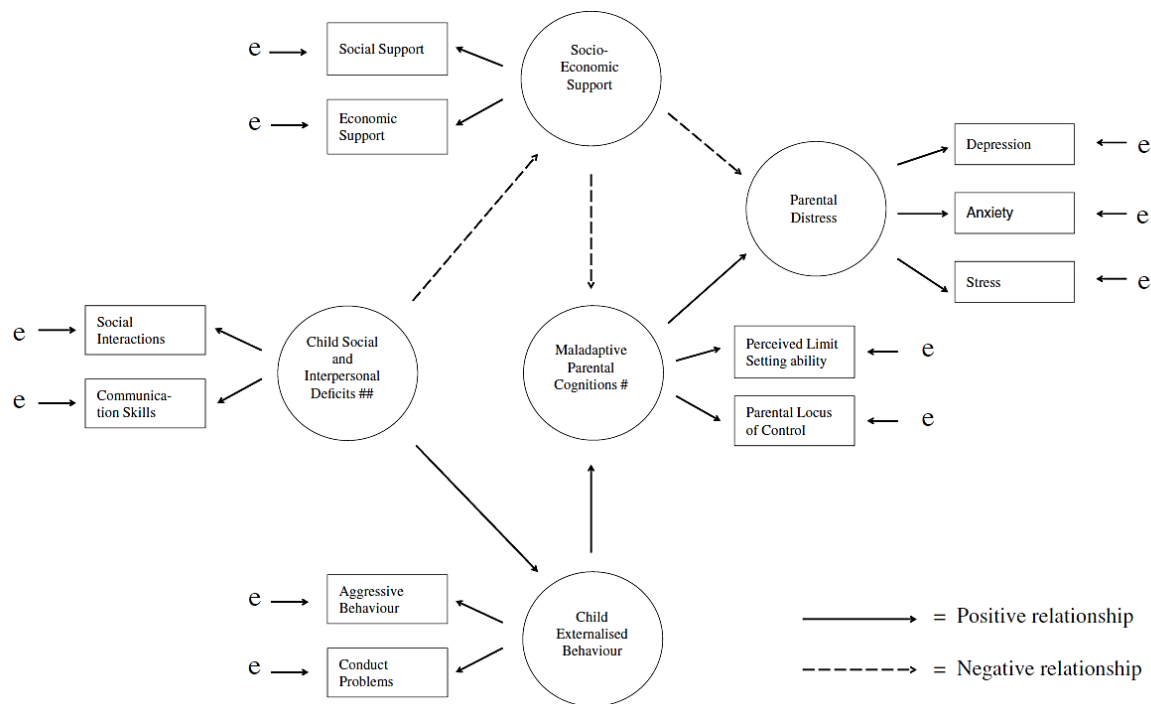 e
Social Support
Socio-
Economic
Support
e
Economic
Support
Depression
e
Parental
Distress
Anxiety
e
Stress
e
e
Social
Interactions
Child Social
and
Interpersonal
Deficits ##
Maladaptive
Parental
Cognitions #
Perceived Limit
Setting ability
e
e
Communica-
tion Skills
Parental Locus
of Control
e
e
Aggressive
Behaviour
Child
Externalised
Behaviour
e
Conduct
Problems
= Positive relationship
= Negative relationship